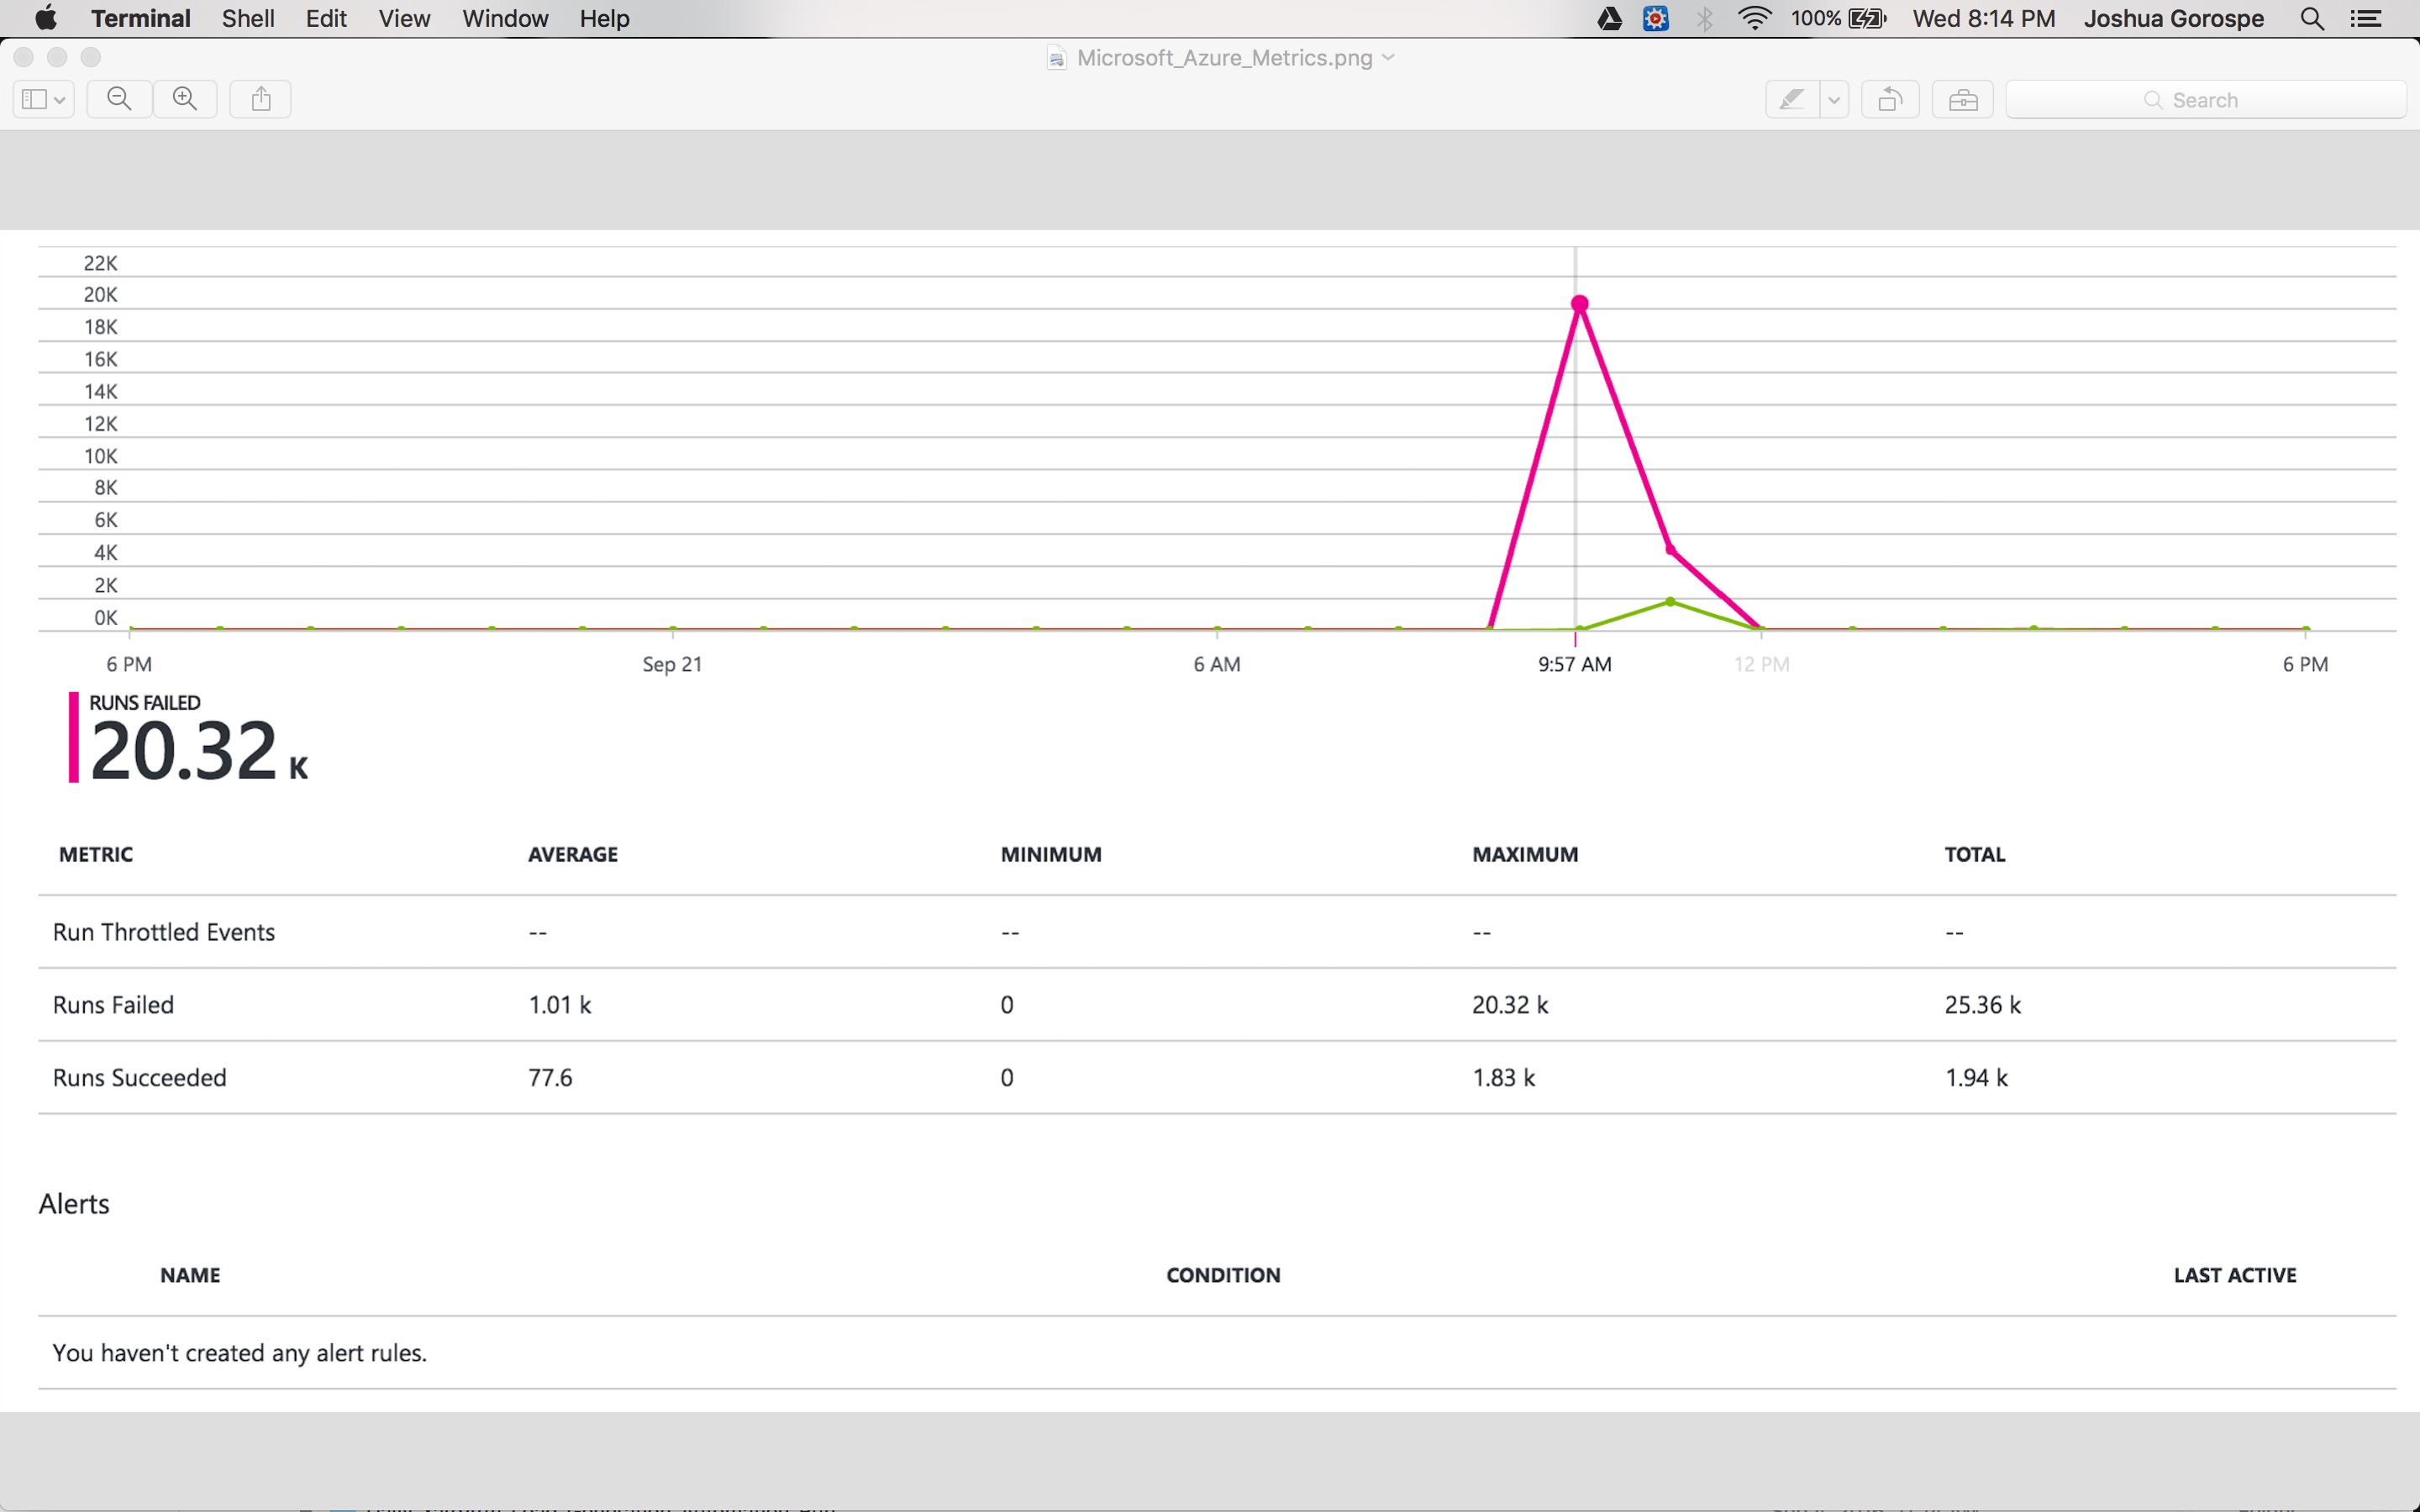 Terminal Shell Edit View Window Help 100% Wed 8:14 PM Joshua Gorospe
Microsoft_Azure_Metrics.png
Search
22K
20K
18K
16K
14K
12K
10K
8K
6K
4K
2K
0K
6 PM Sep 21 6 AM 9:57 AM 12 PM 6 PM
RUNS FAILED
20.32 K
METRIC AVERAGE MINIMUM MAXIMUM TOTAL
Run Throttled Events -- -- -- --
Runs Failed 1.01 k 0 20.32 k 25.36 k
Runs Succeeded 77.6 0 1.83 k 1.94 k
Alerts
NAME CONDITION LAST ACTIVE
You haven't created any alert rules.